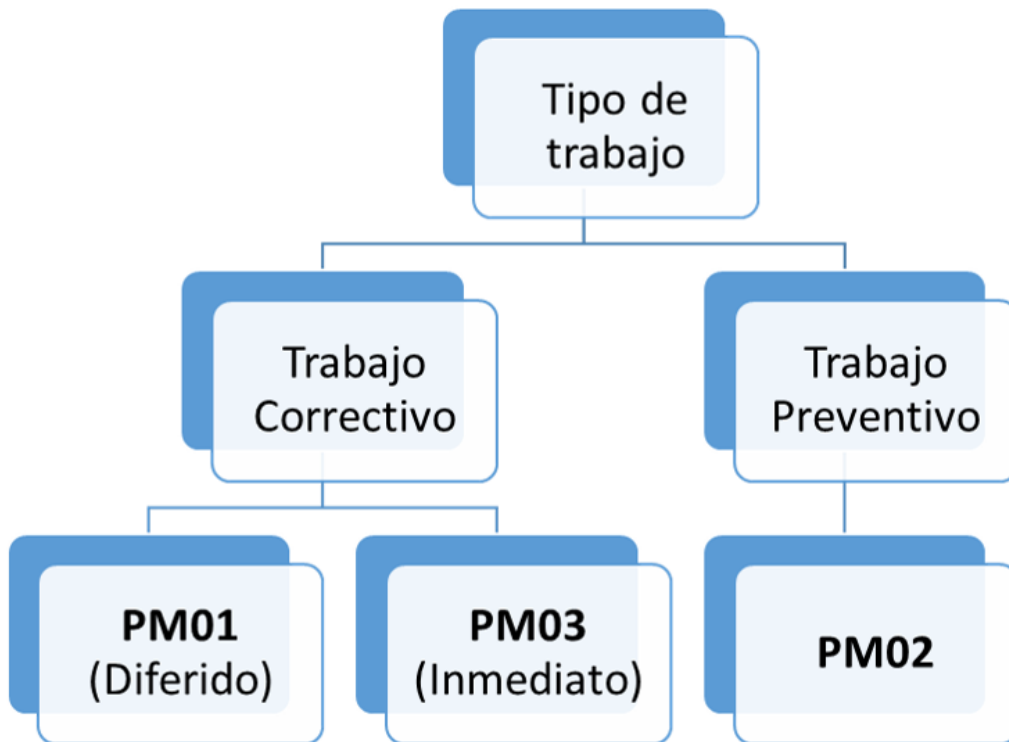 Tipo de
trabajo
Trabajo
Correctivo
Trabajo
Preventivo
PM01
(Diferido)
PM03
(Inmediato)
PM02